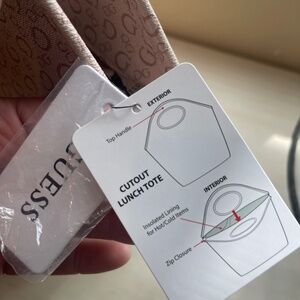 GUESS
EXTERIOR
Top Handle
CUTOUT
LUNCH TOTE
INTERIOR
Insulated Lining
for Hot/Cold Items
Zip Closure